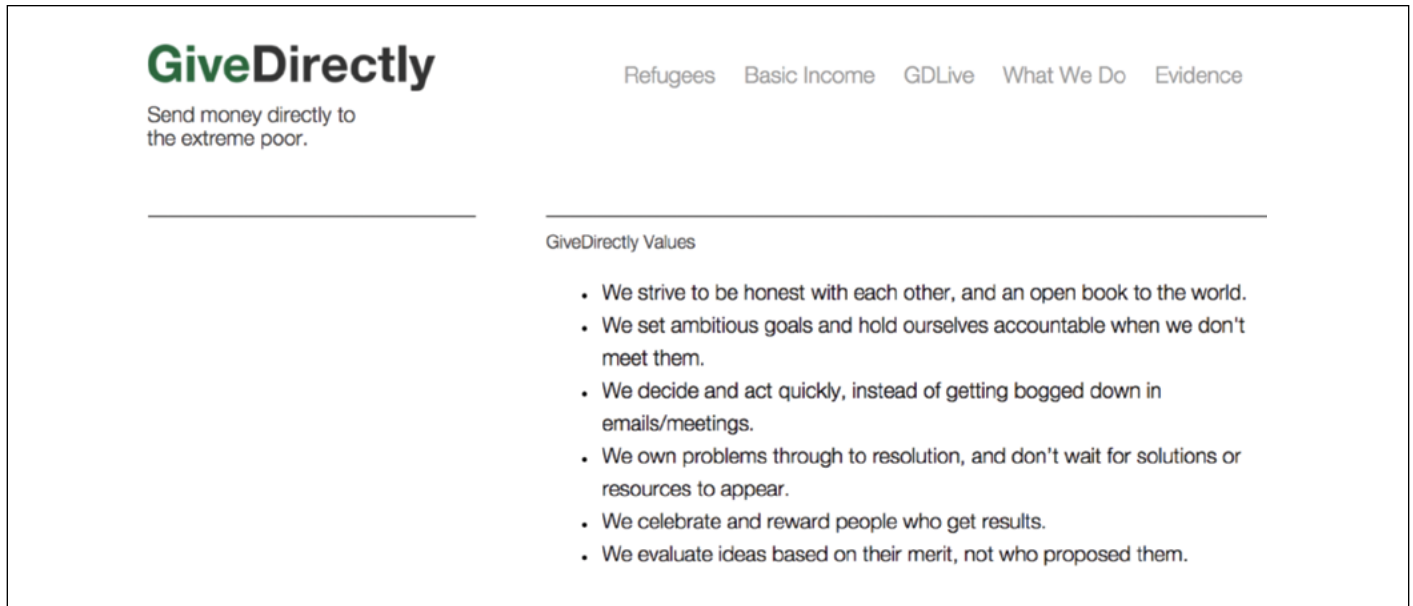 GiveDirectly
Refugees Basic Income GDLive What We Do Evidence
Send money directly to
the extreme poor.
GiveDirectly Values
• We strive to be honest with each other, and an open book to the world.
• We set ambitious goals and hold ourselves accountable when we don't
meet them.
• We decide and act quickly, instead of getting bogged down in
emails/meetings.
• We own problems through to resolution, and don't wait for solutions or
resources to appear.
• We celebrate and reward people who get results.
• We evaluate ideas based on their merit, not who proposed them.